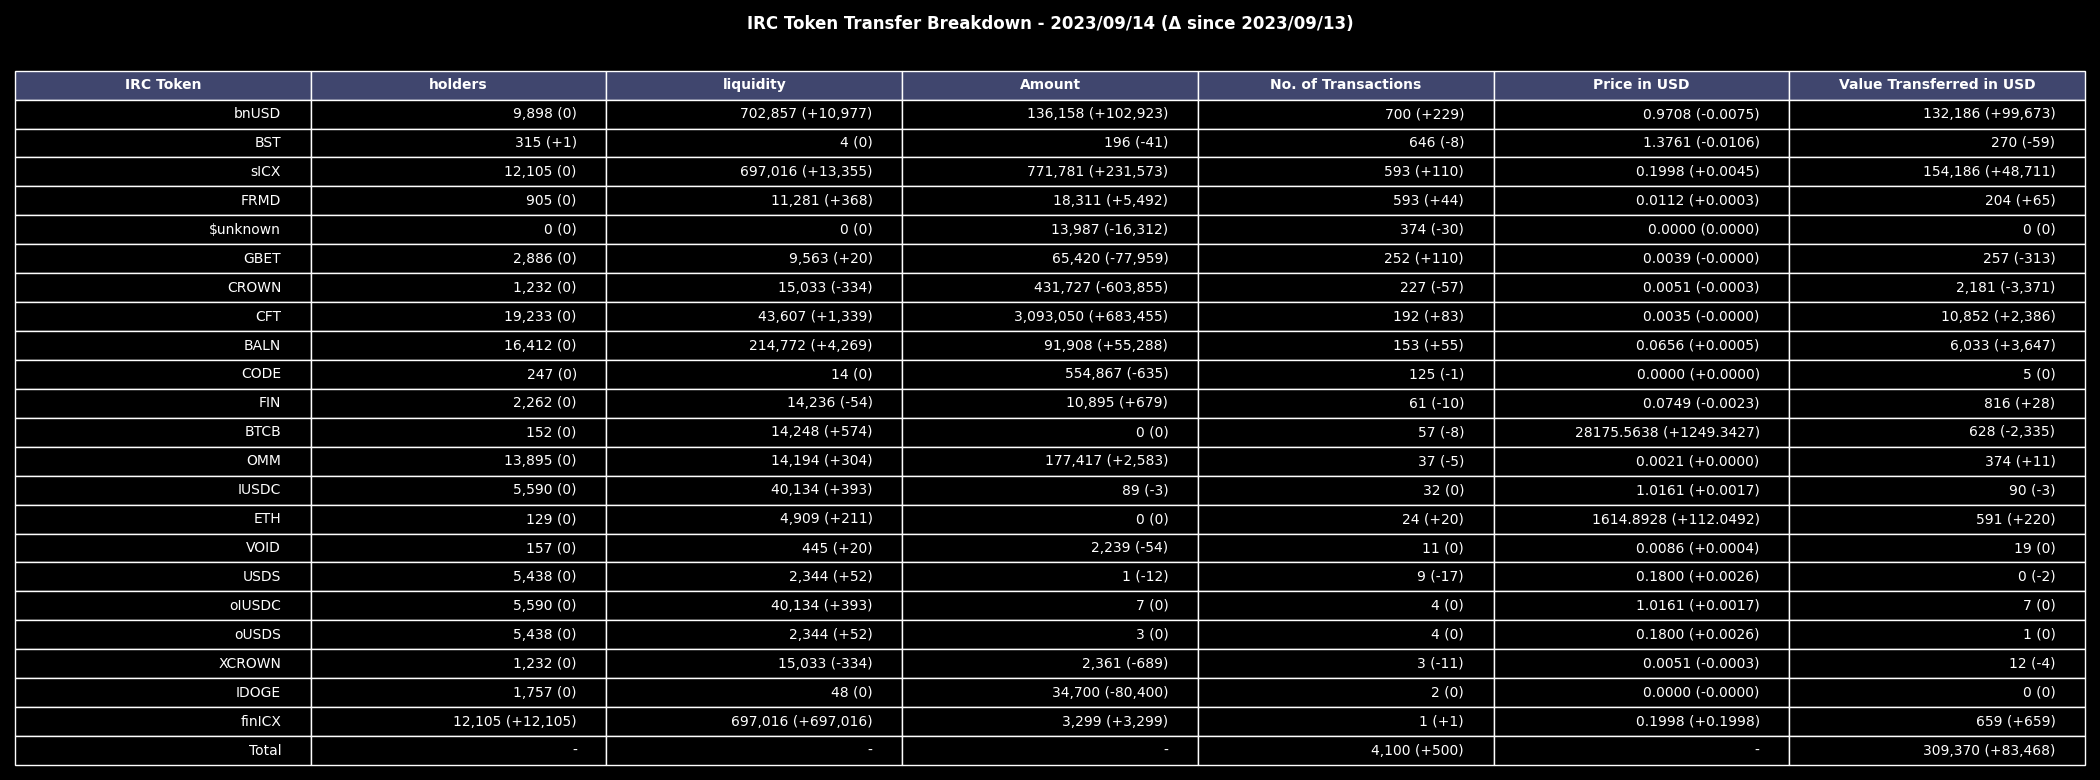 IRC Token Transfer Breakdown - 2023/09/14 (Δ since 2023/09/13)
IRC Token holders liquidity Amount No. of Transactions Price in USD Value Transferred in USD
bnUSD 9,898 (0) 702,857 (+10,977) 136,158 (+102,923) 700 (+229) 0.9708 (-0.0075) 132,186 (+99,673)
BST 315 (+1) 4 (0) 196 (-41) 646 (-8) 1.3761 (-0.0106) 270 (-59)
sICX 12,105 (0) 697,016 (+13,355) 771,781 (+231,573) 593 (+110) 0.1998 (+0.0045) 154,186 (+48,711)
FRMD 905 (0) 11,281 (+368) 18,311 (+5,492) 593 (+44) 0.0112 (+0.0003) 204 (+65)
$unknown 0 (0) 0 (0) 13,987 (-16,312) 374 (-30) 0.0000 (0.0000) 0 (0)
GBET 2,886 (0) 9,563 (+20) 65,420 (-77,959) 252 (+110) 0.0039 (-0.0000) 257 (-313)
CROWN 1,232 (0) 15,033 (-334) 431,727 (-603,855) 227 (-57) 0.0051 (-0.0003) 2,181 (-3,371)
CFT 19,233 (0) 43,607 (+1,339) 3,093,050 (+683,455) 192 (+83) 0.0035 (-0.0000) 10,852 (+2,386)
BALN 16,412 (0) 214,772 (+4,269) 91,908 (+55,288) 153 (+55) 0.0656 (+0.0005) 6,033 (+3,647)
CODE 247 (0) 14 (0) 554,867 (-635) 125 (-1) 0.0000 (+0.0000) 5 (0)
FIN 2,262 (0) 14,236 (-54) 10,895 (+679) 61 (-10) 0.0749 (-0.0023) 816 (+28)
BTCB 152 (0) 14,248 (+574) 0 (0) 57 (-8) 28175.5638 (+1249.3427) 628 (-2,335)
OMM 13,895 (0) 14,194 (+304) 177,417 (+2,583) 37 (-5) 0.0021 (+0.0000) 374 (+11)
IUSDC 5,590 (0) 40,134 (+393) 89 (-3) 32 (0) 1.0161 (+0.0017) 90 (-3)
ETH 129 (0) 4,909 (+211) 0 (0) 24 (+20) 1614.8928 (+112.0492) 591 (+220)
VOID 157 (0) 445 (+20) 2,239 (-54) 11 (0) 0.0086 (+0.0004) 19 (0)
USDS 5,438 (0) 2,344 (+52) 1 (-12) 9 (-17) 0.1800 (+0.0026) 0 (-2)
oIUSDC 5,590 (0) 40,134 (+393) 7 (0) 4 (0) 1.0161 (+0.0017) 7 (0)
oUSDS 5,438 (0) 2,344 (+52) 3 (0) 4 (0) 0.1800 (+0.0026) 1 (0)
XCROWN 1,232 (0) 15,033 (-334) 2,361 (-689) 3 (-11) 0.0051 (-0.0003) 12 (-4)
IDOGE 1,757 (0) 48 (0) 34,700 (-80,400) 2 (0) 0.0000 (-0.0000) 0 (0)
finICX 12,105 (+12,105) 697,016 (+697,016) 3,299 (+3,299) 1 (+1) 0.1998 (+0.1998) 659 (+659)
Total - - - 4,100 (+500) - 309,370 (+83,468)